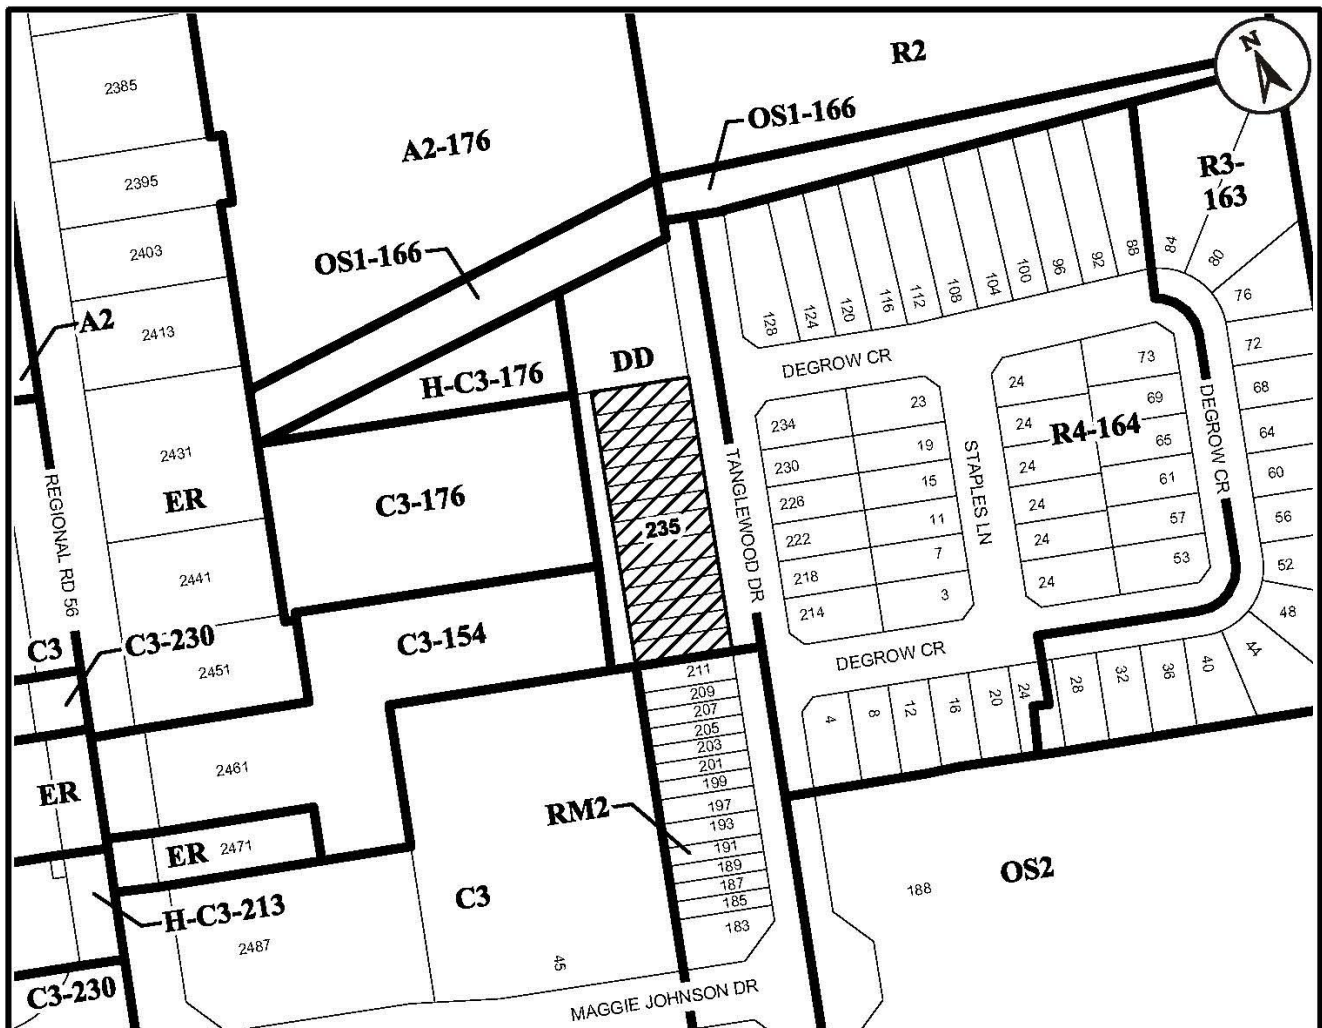 N
R2
OS1-166
A2-176
R3-
163
2385
2395
2403
2413
2431
2441
2451
2461
2471
2487
OS1-166
A2
H-C3-176
DD
ER
C3-176
235
C3-154
C3
C3-230
ER
ER
H-C3-213
C3-230
C3
RM2
R4-164
OS2
REGIONAL RD 56
TANGLEWOOD DR
DEGROW CR
STAPLES LN
DEGROW CR
DEGROW CR
MAGGIE JOHNSON DR
128
124
120
116
112
108
104
100
96
92
88
84
80
76
72
68
64
60
56
52
48
44
40
36
32
28
24
20
16
12
8
4
234
230
226
222
218
214
23
19
15
11
7
3
24
24
24
24
24
24
73
69
65
61
57
53
211
209
207
205
203
201
199
197
193
191
189
187
185
183
45
188